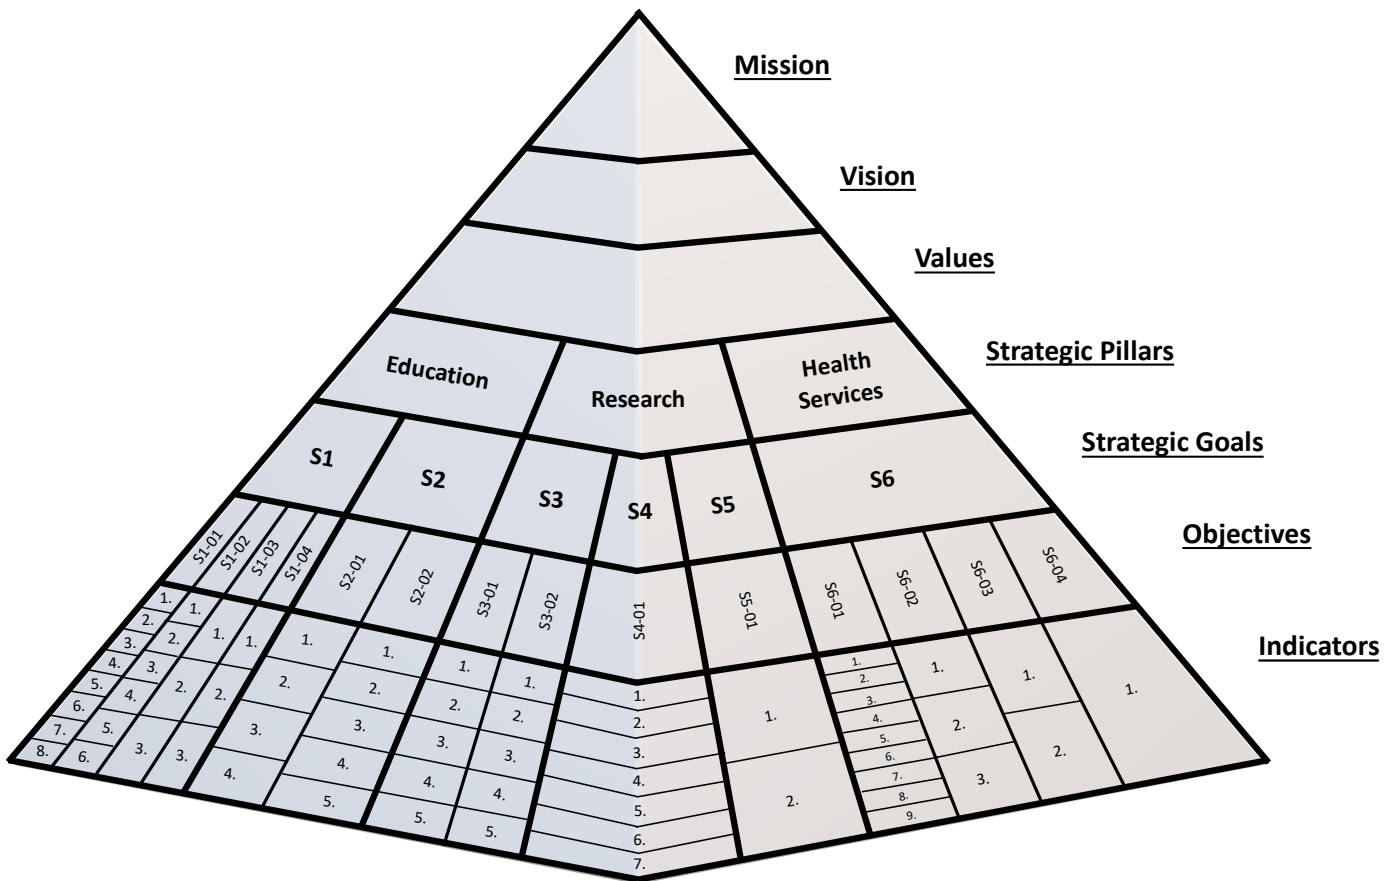 Mission
Vision
Values
Strategic Pillars
Education
Research
Health
Services
Strategic Goals
S1
S2
S3
S4
S5
S6
Objectives
S1-01
S1-02
S1-03
S1-04
S2-01
S2-02
S3-01
S3-02
S4-01
S5-01
S6-01
S6-02
S6-03
S6-04
Indicators
1.
2.
3.
4.
5.
6.
7.
8.
1.
2.
3.
4.
5.
6.
1.
2.
3.
1.
2.
3.
1.
2.
3.
4.
1.
2.
3.
4.
5.
1.
2.
3.
4.
5.
1.
2.
3.
4.
5.
1.
2.
3.
4.
5.
6.
7.
1.
2.
1.
2.
3.
4.
5.
6.
7.
8.
9.
1.
2.
3.
1.
2.
1.